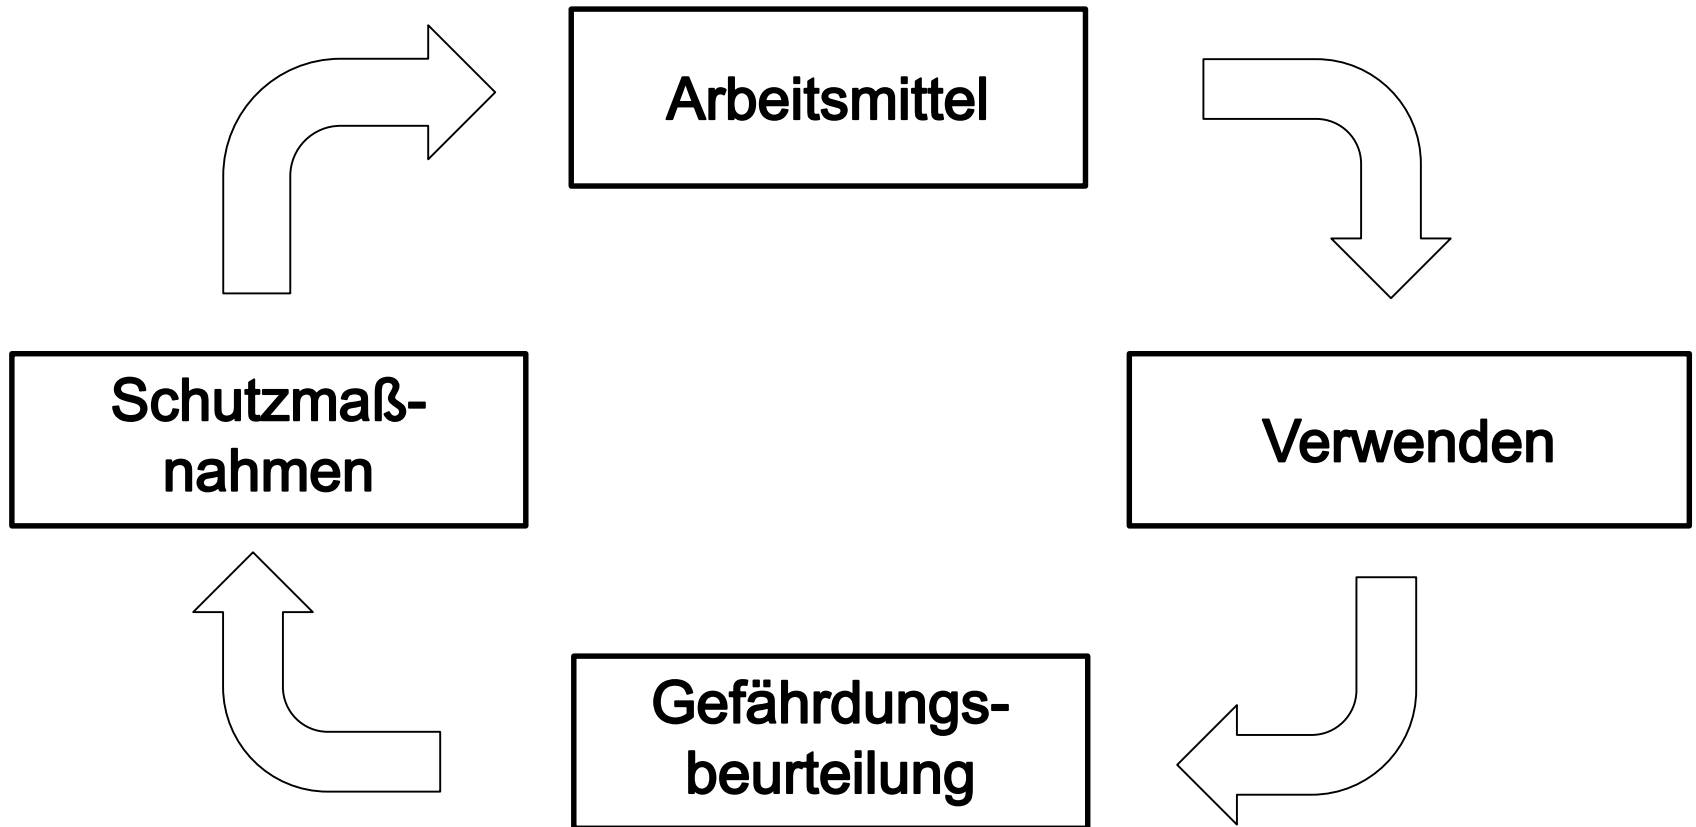 Arbeitsmittel
Schutzmaß-
nahmen
Verwenden
Gefährdungs-
beurteilung